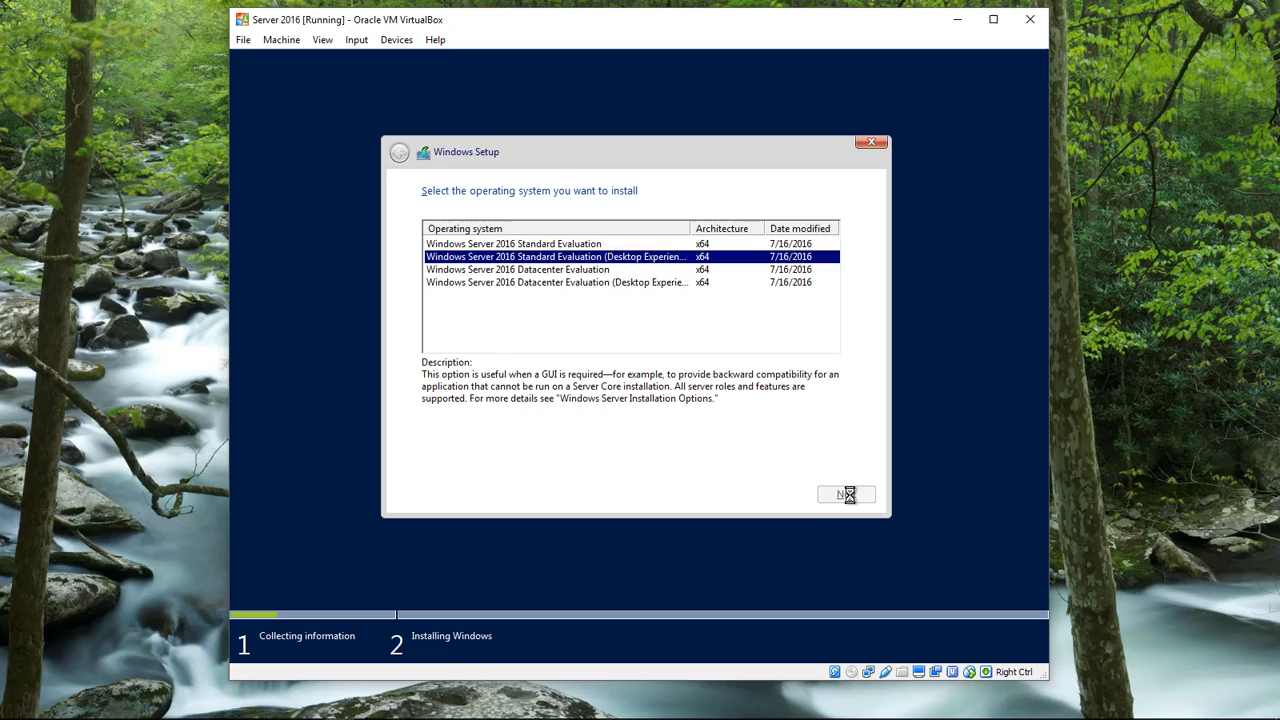 Server 2016 [Running] - Oracle VM VirtualBox
File Machine View Input Devices Help
Windows Setup
Select the operating system you want to install
Operating system Architecture Date modified
Windows Server 2016 Standard Evaluation x64 7/16/2016
Windows Server 2016 Standard Evaluation (Desktop Experien... x64 7/16/2016
Windows Server 2016 Datacenter Evaluation x64 7/16/2016
Windows Server 2016 Datacenter Evaluation (Desktop Experie... x64 7/16/2016
Description:
This option is useful when a GUI is required—for example, to provide backward compatibility for an
application that cannot be run on a Server Core installation. All server roles and features are
supported. For more details see "Windows Server Installation Options."
1 Collecting information 2 Installing Windows
Right Ctrl